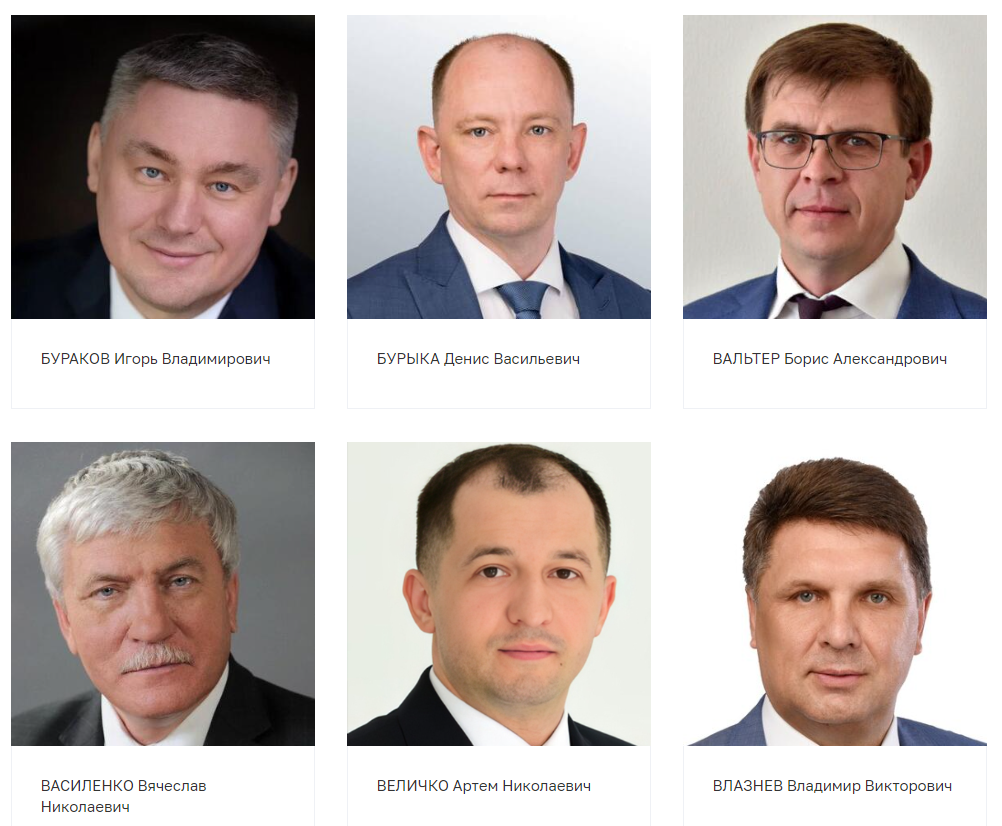 БУРАКОВ Игорь Владимирович
БУРЫКА Денис Васильевич
ВАЛЬТЕР Борис Александрович
ВАСИЛЕНКО Вячеслав
Николаевич
ВЕЛИЧКО Артем Николаевич
ВЛАЗНЕВ Владимир Викторович